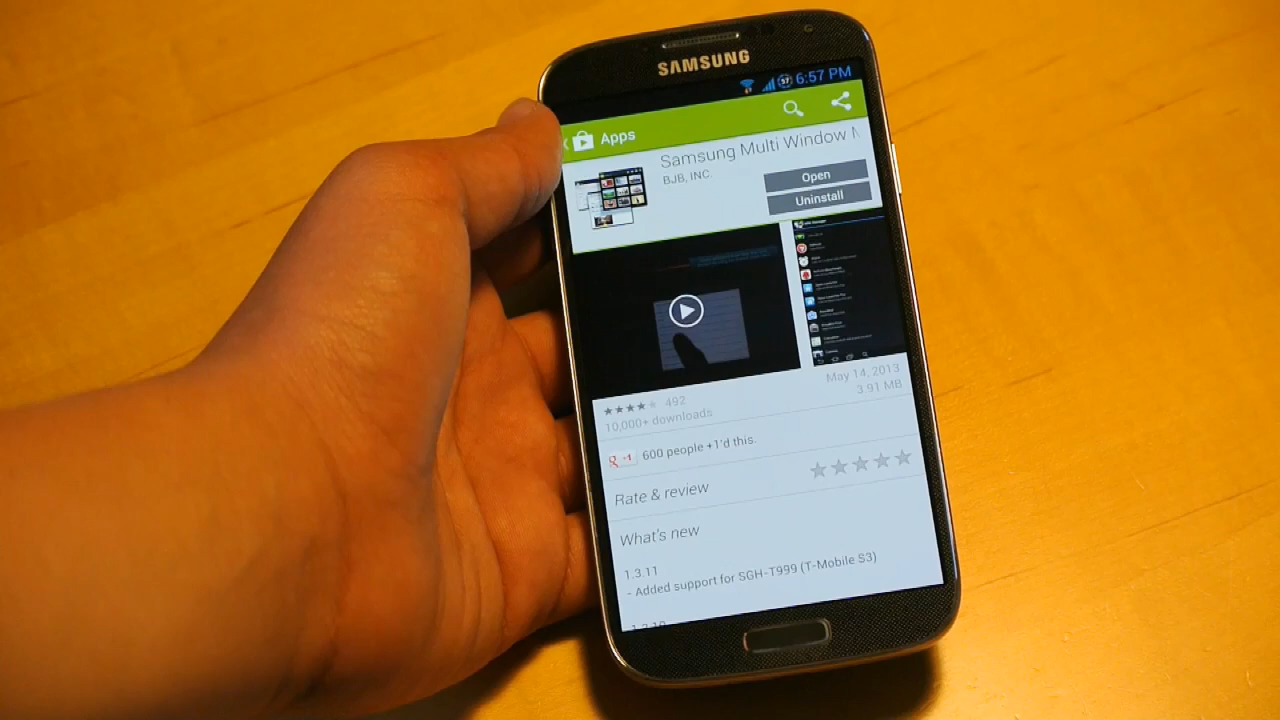 SAMSUNG
57 6:57 PM
Apps
Samsung Multi Window
BJB, INC.
Open
Uninstall
492
May 14, 2013
10,000+ downloads
3.91 MB
g +1 600 people +1'd this.
Rate & review
What's new
1.3.11
- Added support for SGH-T999 (T-Mobile S3)